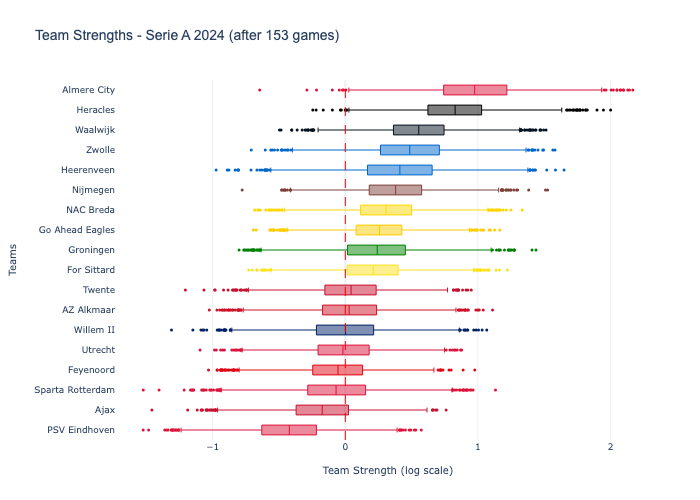 Team Strengths - Serie A 2024 (after 153 games)
Almere City
Heracles
Waalwijk
Zwolle
Heerenveen
Nijmegen
NAC Breda
Go Ahead Eagles
Groningen
For Sittard
Twente
AZ Alkmaar
Willem II
Utrecht
Feyenoord
Sparta Rotterdam
Ajax
PSV Eindhoven
Teams
−1 0 1 2
Team Strength (log scale)